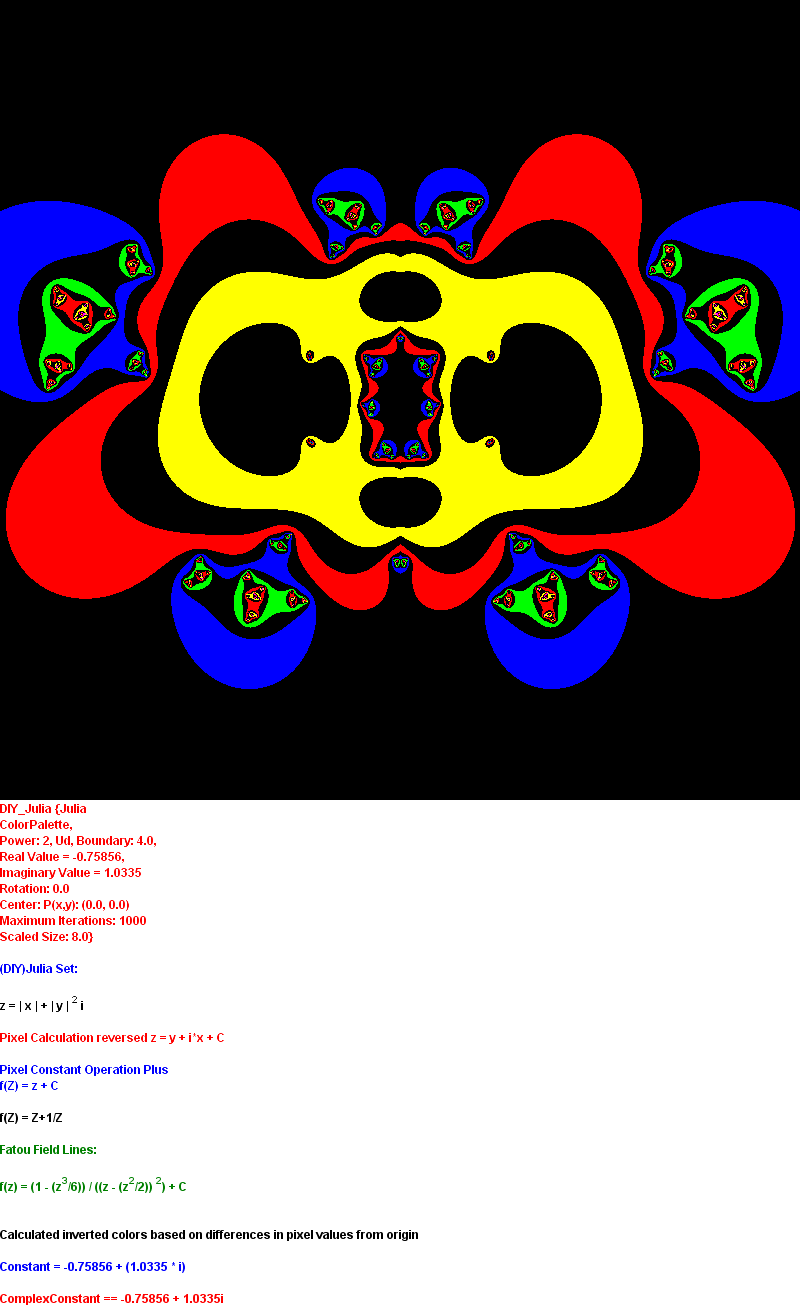 DIY_Julia {Julia
ColorPalette,
Power: 2, Ud, Boundary: 4.0,
Real Value = -0.75856,
Imaginary Value = 1.0335
Rotation: 0.0
Center: P(x,y): (0.0, 0.0)
Maximum Iterations: 1000
Scaled Size: 8.0}
(DIY)Julia Set:
z = | x | + | y | ² i
Pixel Calculation reversed z = y + i*x + C
Pixel Constant Operation Plus
f(Z) = z + C
f(Z) = Z+1/Z
Fatou Field Lines:
f(z) = (1 - (z³/6)) / ((z - (z²/2)) ²) + C
Calculated inverted colors based on differences in pixel values from origin
Constant = -0.75856 + (1.0335 * i)
ComplexConstant == -0.75856 + 1.0335i